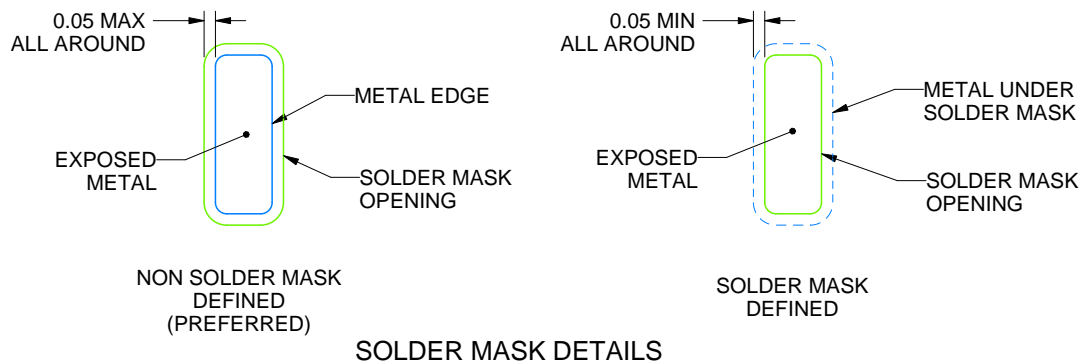 0.05 MAX
ALL AROUND
METAL EDGE
EXPOSED
METAL
SOLDER MASK
OPENING
NON SOLDER MASK
DEFINED
(PREFERRED)
0.05 MIN
ALL AROUND
METAL UNDER
SOLDER MASK
EXPOSED
METAL
SOLDER MASK
OPENING
SOLDER MASK
DEFINED
SOLDER MASK DETAILS